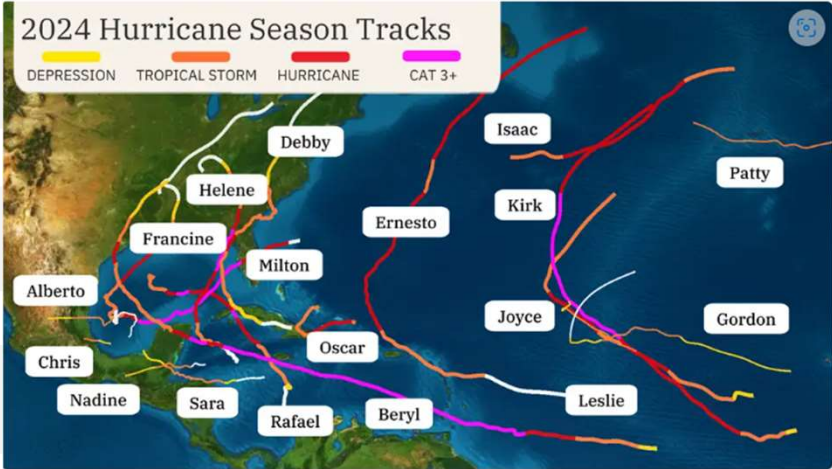 2024 Hurricane Season Tracks
DEPRESSION TROPICAL STORM HURRICANE CAT 3+
Debby
Isaac
Patty
Helene
Kirk
Ernesto
Francine
Milton
Alberto
Joyce
Gordon
Oscar
Chris
Nadine
Sara
Leslie
Rafael
Beryl